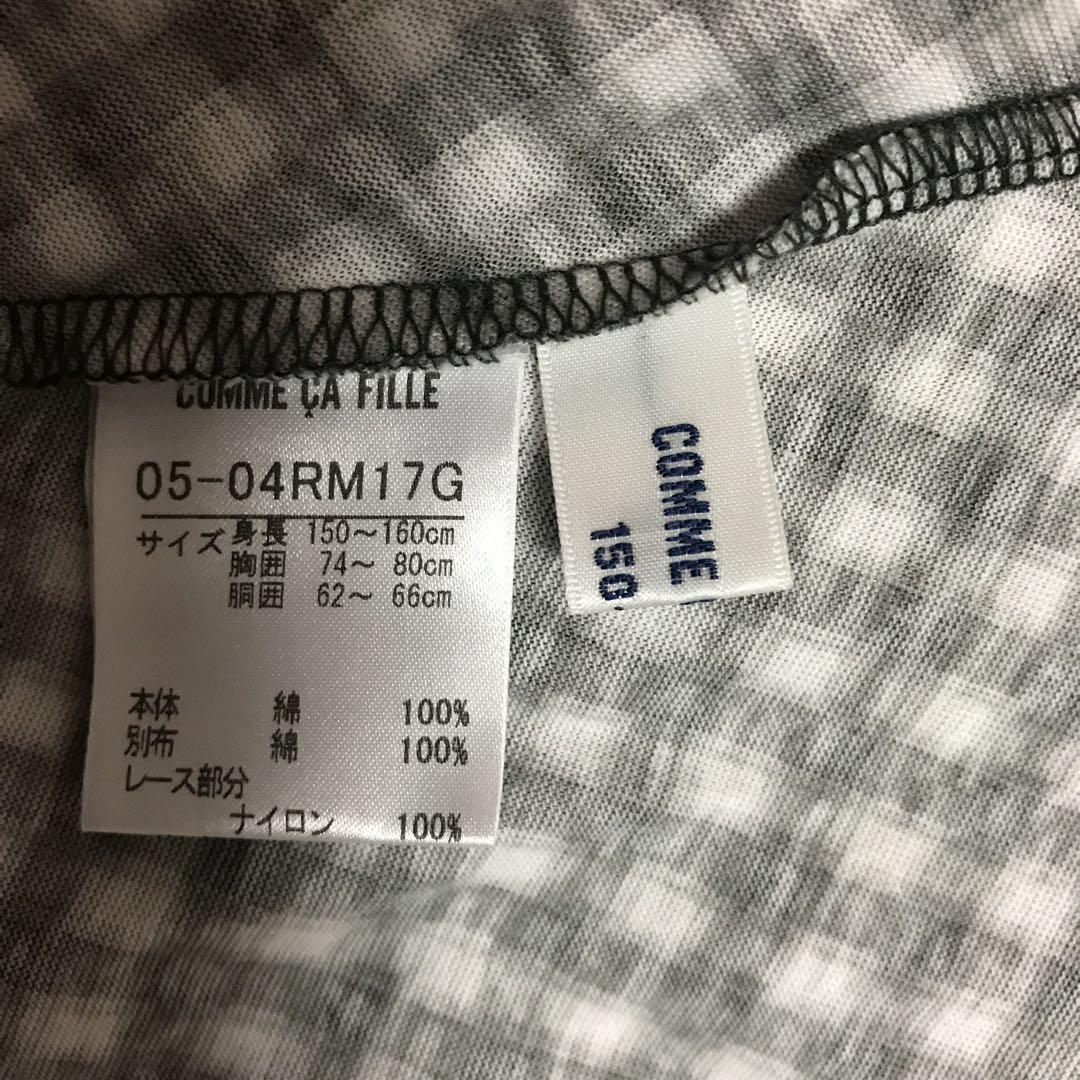 COMME ÇA FILLE
05-04RM17G
サイズ 身長 150～160cm
胸囲 74～ 80cm
胴囲 62～ 66cm
本体 綿 100%
別布 綿 100%
レース部分
ナイロン 100%
COMME
150